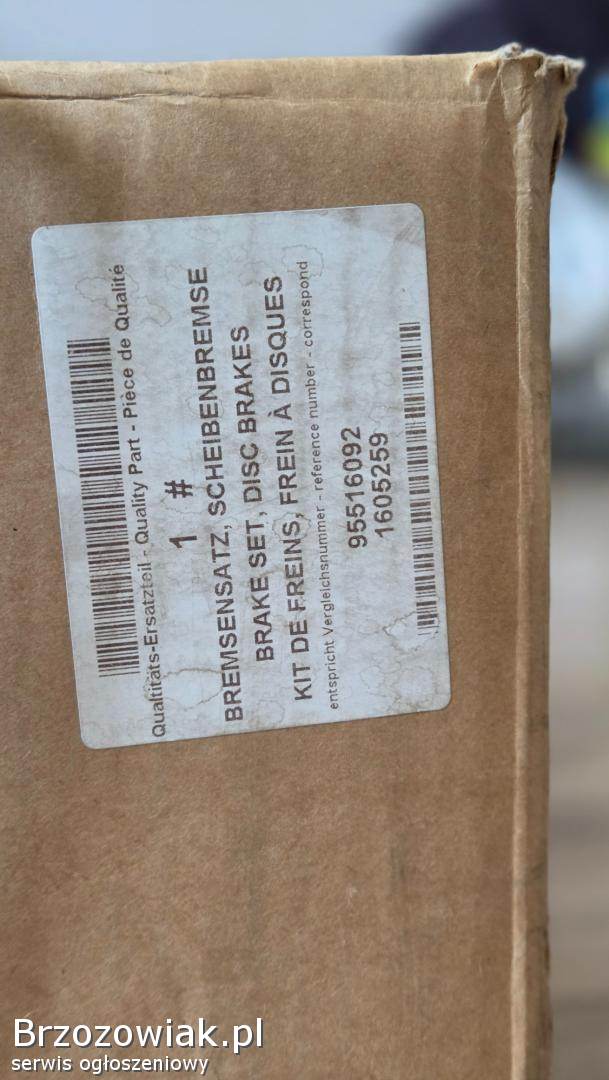 Qualitäts-Ersatzteil - Quality Part - Pièce de Qualité
1 #
BREMSENSATZ, SCHEIBENBREMSE
BRAKE SET, DISC BRAKES
KIT DE FREINS, FREIN À DISQUES
entspricht Vergleichsnummer - reference number - correspond
95516092
1605259
Brzozowiak.pl
serwis ogłoszeniowy